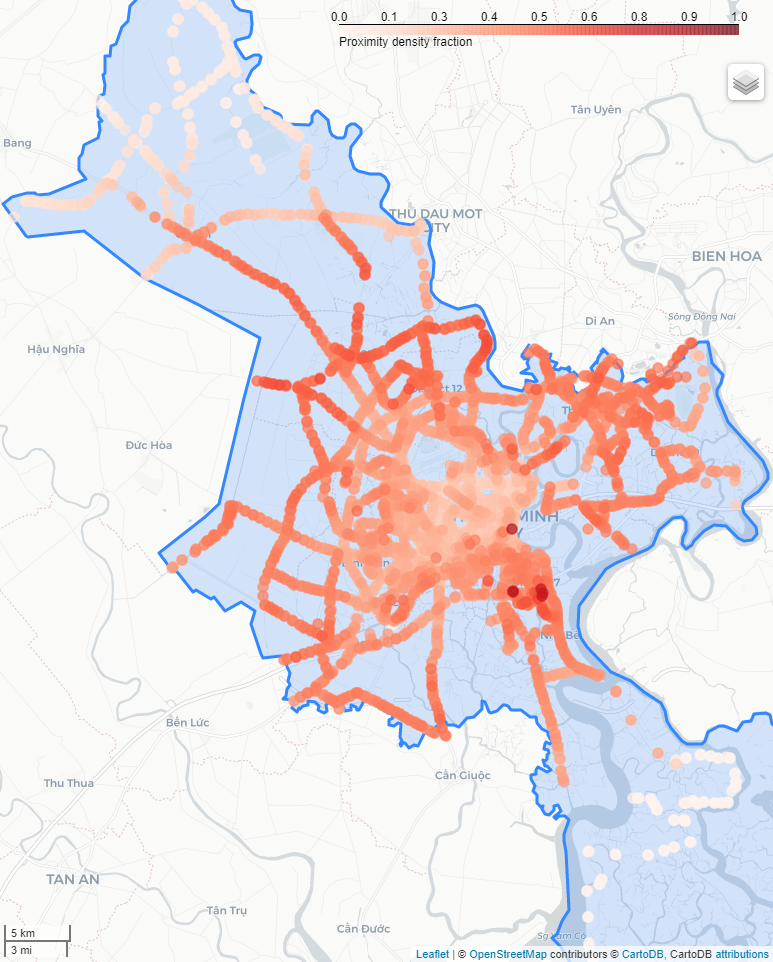 0.0 0.1 0.3 0.4 0.5 0.6 0.8 0.9 1.0
Proximity density fraction
Tân Uyên
Bang
THU DAU MOT
CITY
BIEN HOA
Sông Đồng Nai
Di An
Hậu Nghĩa
12
Đức Hòa
MINH
7
Bến Lức
Cần Giuộc
Thu Thua
TAN AN
Tân Trụ
Cần Đước
5 km
3 mi
Leaflet | © OpenStreetMap contributors © CartoDB, CartoDB attributions